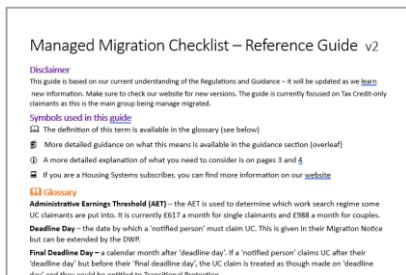 Managed Migration Checklist – Reference Guide v2
Disclaimer
This guide is based on our current understanding of the Regulations and Guidance – it will be updated as we learn
new information. Make sure to check our website for new versions. The guide is currently focused on Tax Credit-only
claimants as this is the main group being manage migrated.
Symbols used in this guide
The definition of this term is available in the glossary (see below)
More detailed guidance on what this means is available in the guidance section (overleaf)
A more detailed explanation of what you need to consider is on pages 3 and 4
If you are a Housing Systems subscriber, you can find more information on our website
Glossary
Administrative Earnings Threshold (AET) – the AET is used to determine which work search regime some
UC claimants are put into. It is currently £617 a month for single claimants and £988 a month for couples.
Deadline Day – the date by which a 'notified person' must claim UC. This is given in their Migration Notice
but can be extended by the DWP.
Final Deadline Day – a calendar month after 'deadline day'. If a 'notified person' claims UC after their
'deadline day' but before their 'final deadline day', the UC claim is treated as though made on 'deadline
day' and they could be entitled to Transitional Protection